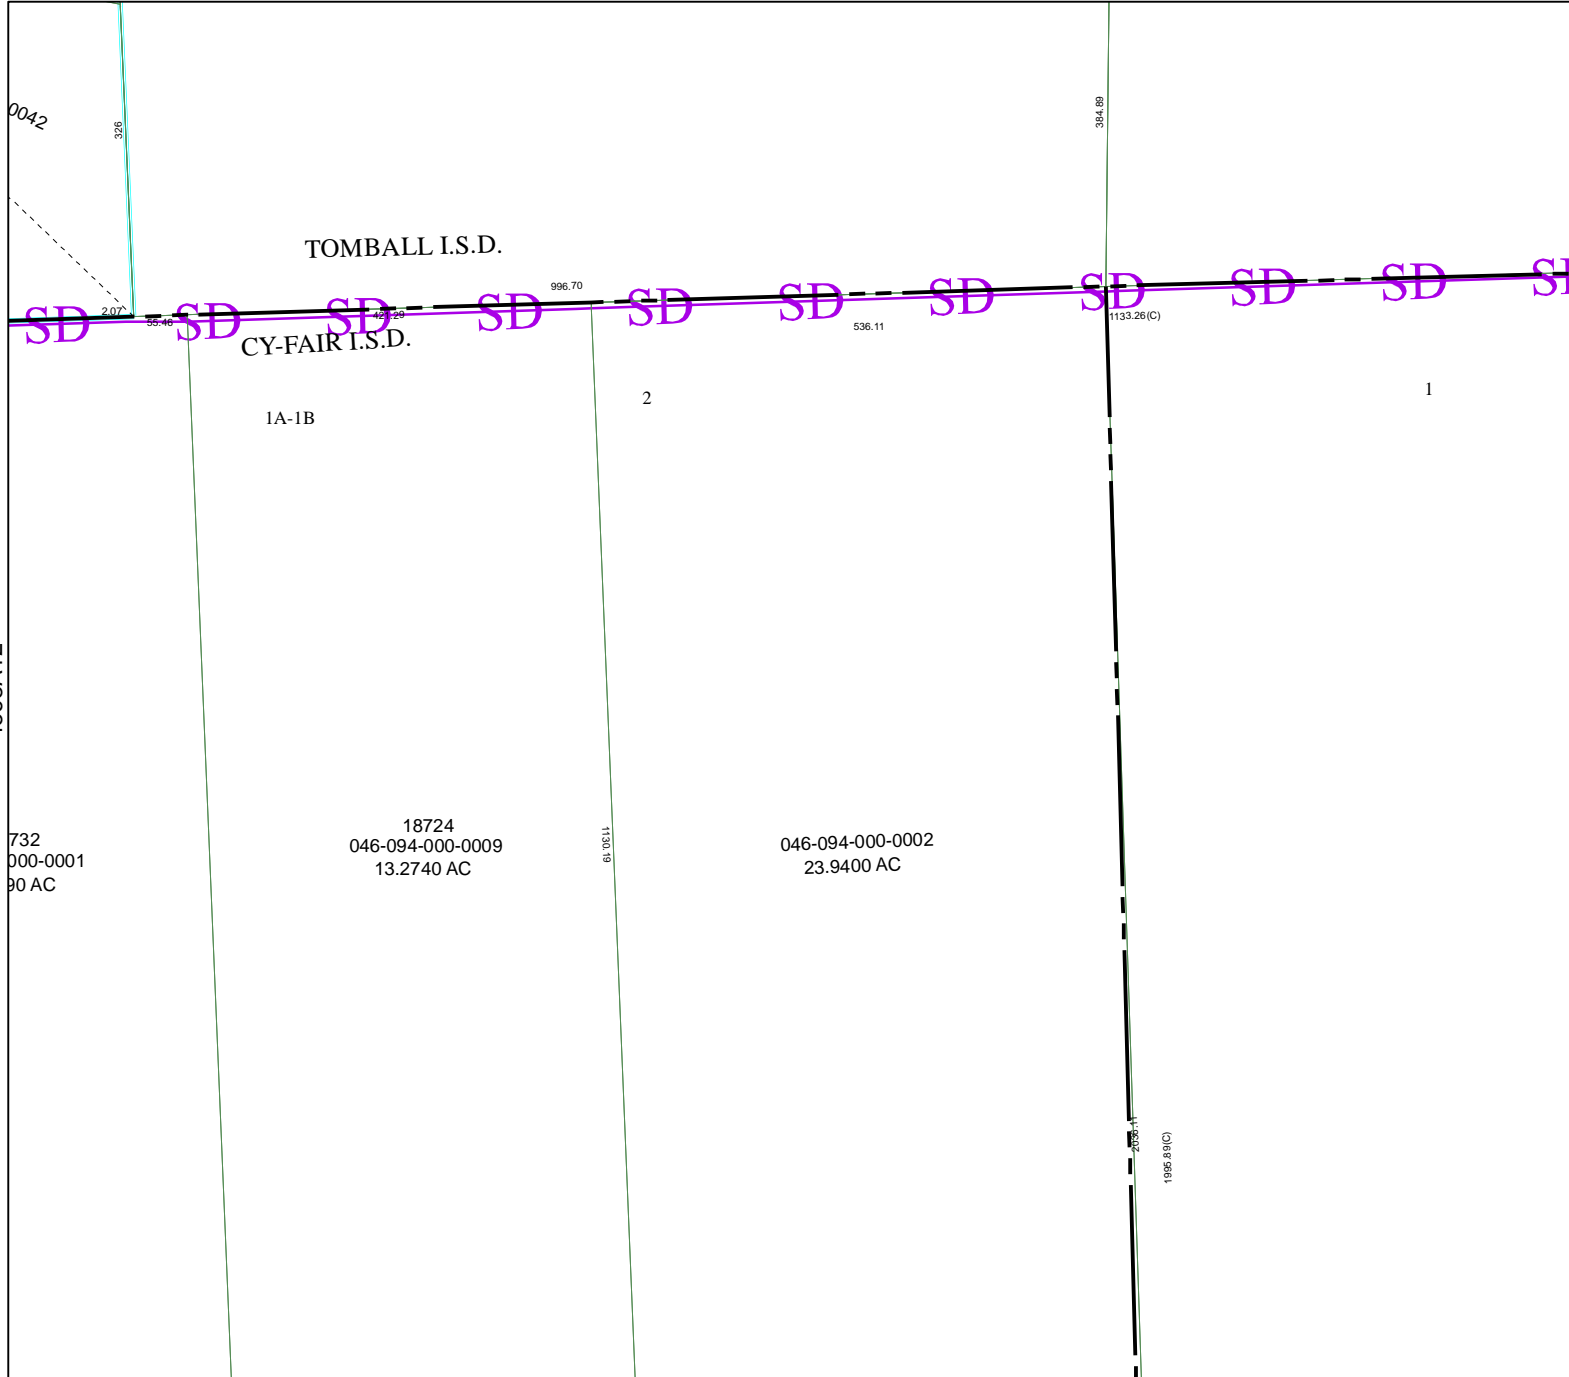 0042
326
384.89
TOMBALL I.S.D.
996.70
SD SD SD SD SD SD SD SD SD SD
2.07
55.46
536.11
1133.26(C)
CY-FAIR I.S.D.
1A-1B
2
1
732
000-0001
90 AC
18724
046-094-000-0009
13.2740 AC
1130.19
046-094-000-0002
23.9400 AC
1995.89(C)